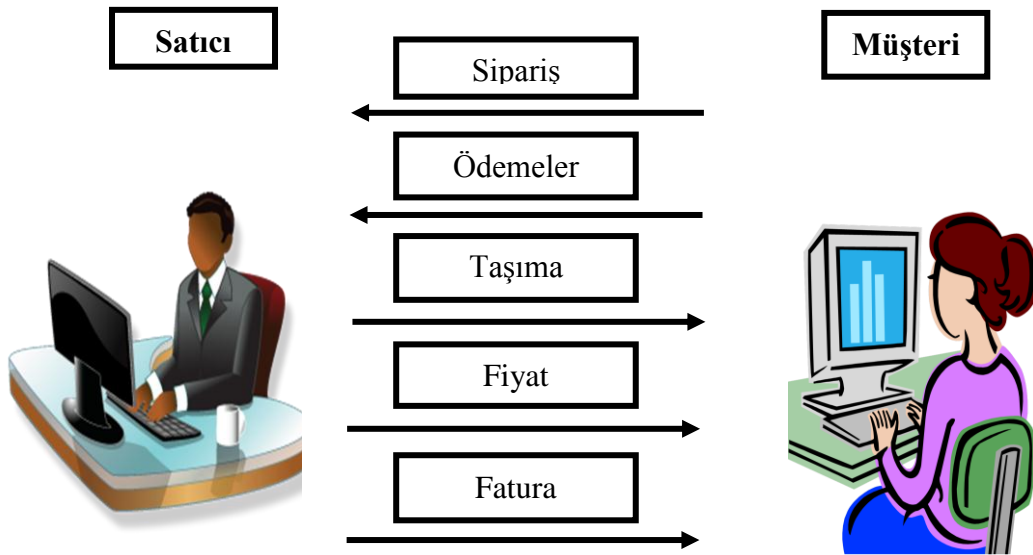 Satıcı
Müşteri
Sipariş
Ödemeler
Taşıma
Fiyat
Fatura